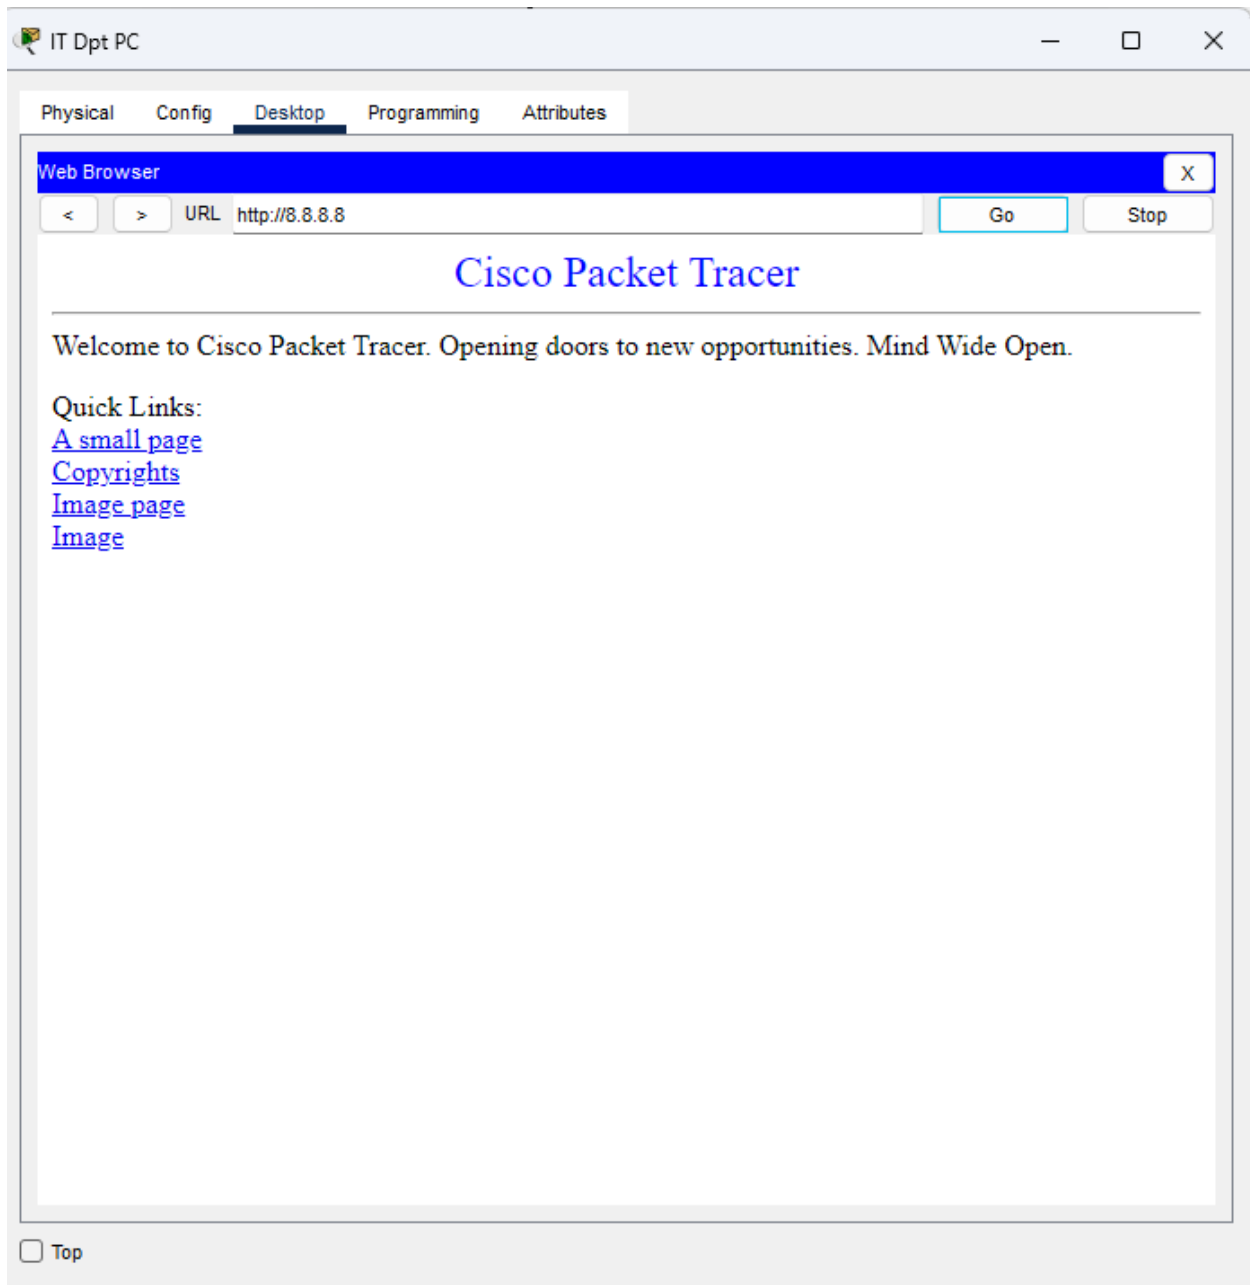 IT Dpt PC
Physical Config Desktop Programming Attributes
Web Browser X
< > URL http://8.8.8.8 Go Stop
Cisco Packet Tracer
Welcome to Cisco Packet Tracer. Opening doors to new opportunities. Mind Wide Open.
Quick Links:
A small page
Copyrights
Image page
Image
Top